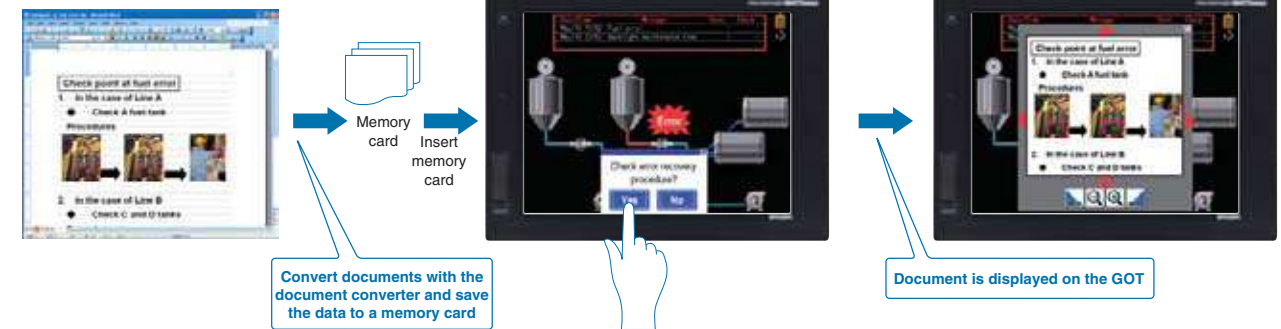 Check point at fuel error
1. In the case of Line A
● Check A fuel tank
Procedures
2. In the case of Line B
● Check C and D tanks
Memory
card
Insert
memory
card
Convert documents with the
document converter and save
the data to a memory card
Error
Check error recovery
procedure?
Yes
No
Check point at fuel error
1. In the case of Line A
● Check A fuel tank
Procedures
2. In the case of Line B
● Check C and D tanks
Document is displayed on the GOT